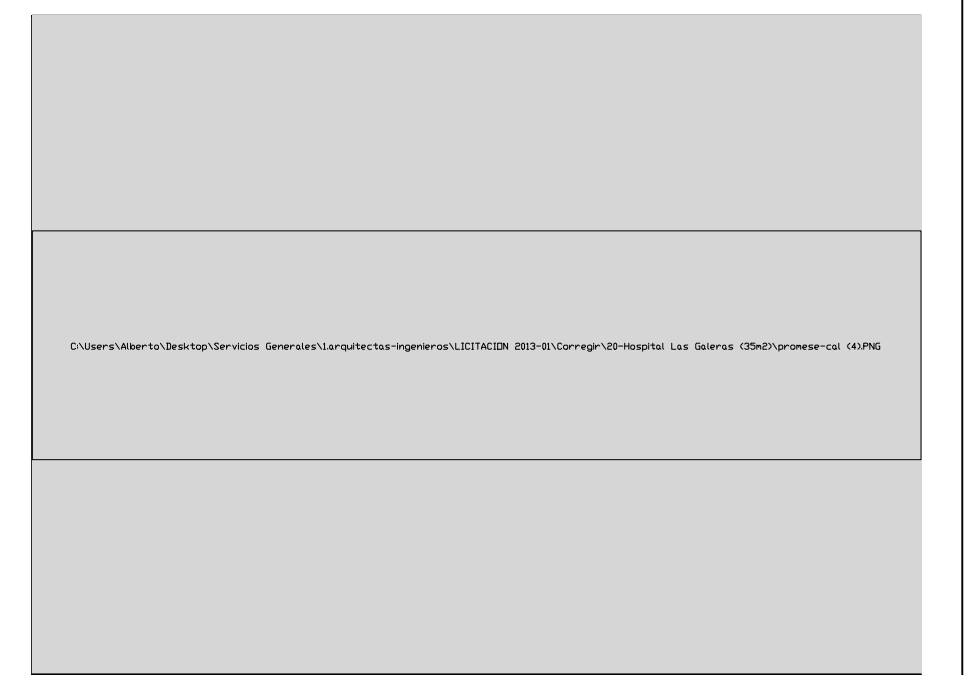 C:\Users\Alberto\Desktop\Servicios Generales\1.arquitectas-ingenieros\LICITACION 2013-01\Corregir\20-Hospital Las Galeras (35m2)\promese-cal (4).PNG